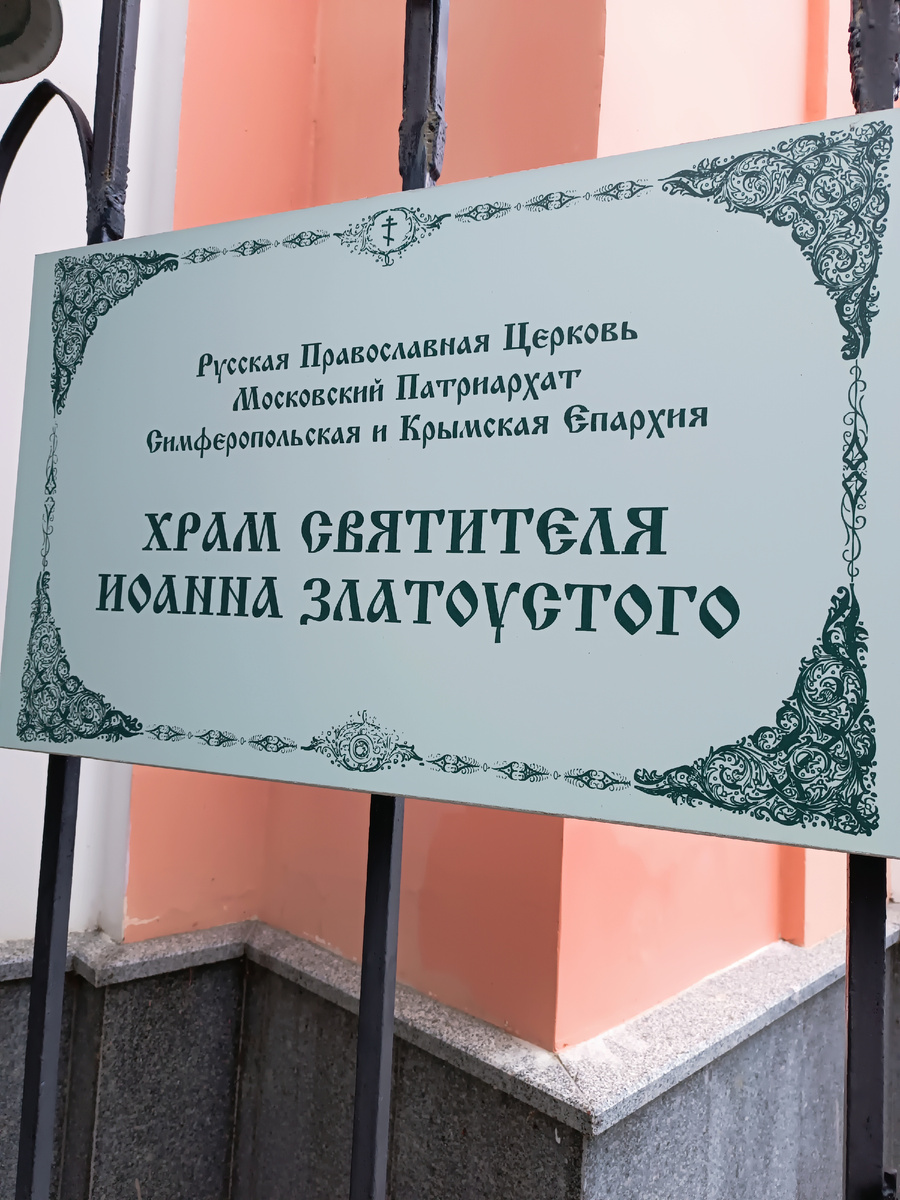 Русская Православная Церковь
Московский Патриархат
Симферопольская и Крымская Епархия
ХРАМ СВЯТИТЕЛЯ
ИОАННА ЗЛАТОУСТОГО